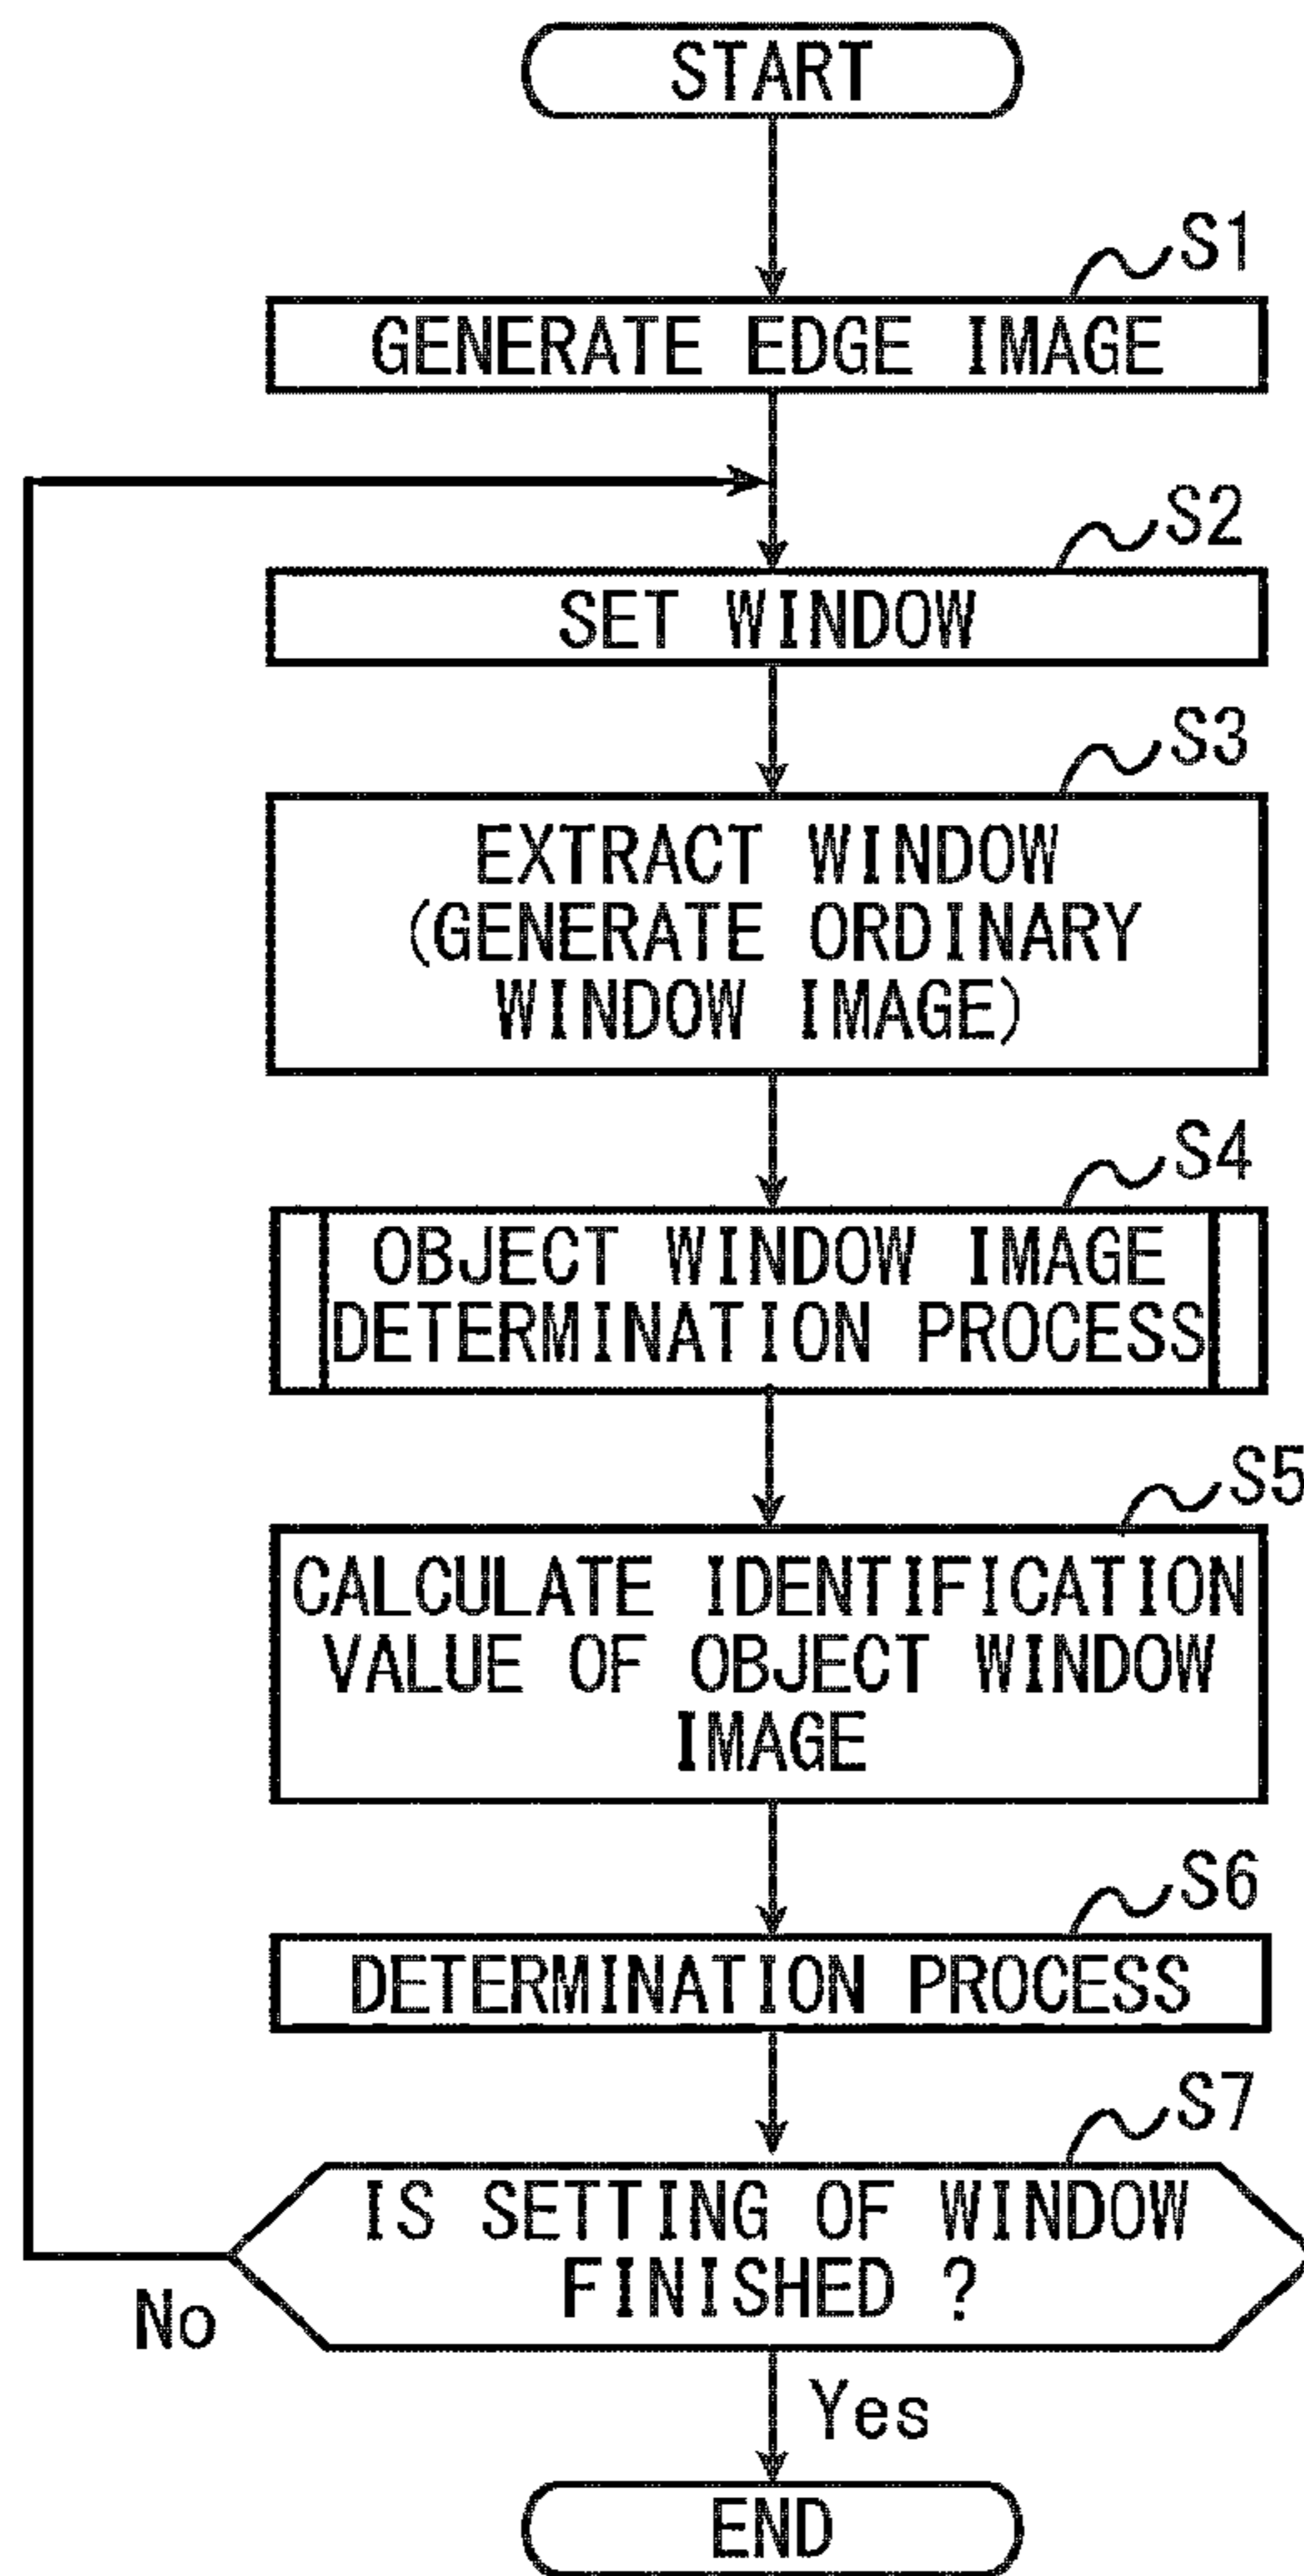 START
S1
GENERATE EDGE IMAGE
S2
SET WINDOW
S3
EXTRACT WINDOW
(GENERATE ORDINARY
WINDOW IMAGE)
S4
OBJECT WINDOW IMAGE
DETERMINATION PROCESS
S5
CALCULATE IDENTIFICATION
VALUE OF OBJECT WINDOW
IMAGE
S6
DETERMINATION PROCESS
S7
IS SETTING OF WINDOW
FINISHED ?
No
Yes
END